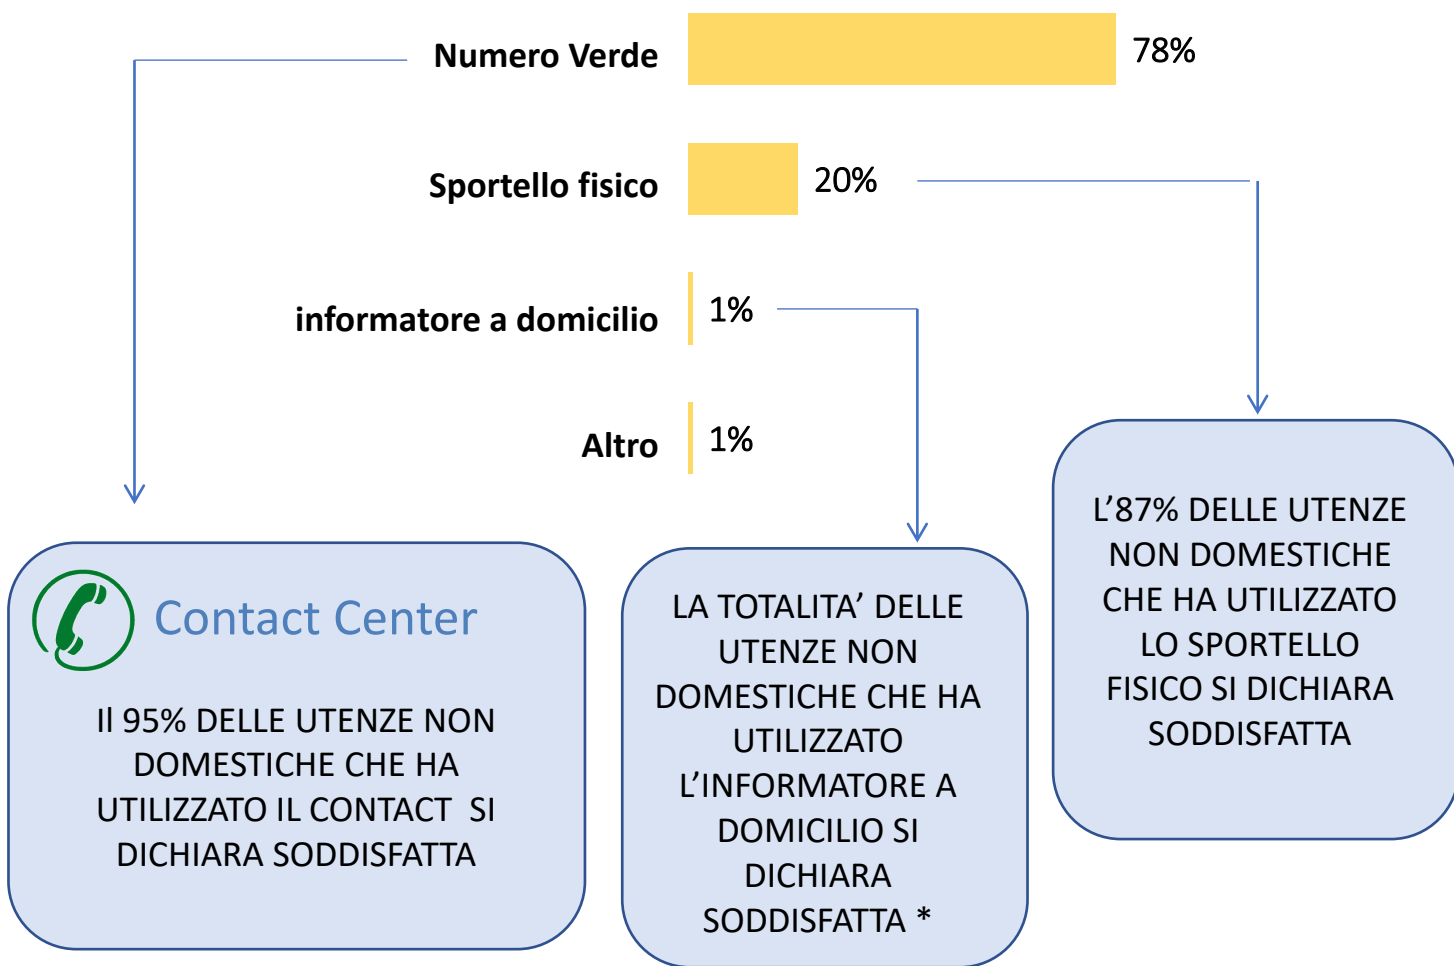 Numero Verde
78%
Sportello fisico
20%
informatore a domicilio
1%
Altro
1%
Contact Center
Il 95% DELLE UTENZE NON
DOMESTICHE CHE HA
UTILIZZATO IL CONTACT  SI
DICHIARA SODDISFATTA
LA TOTALITA’ DELLE
UTENZE NON
DOMESTICHE CHE HA
UTILIZZATO
L’INFORMATORE A
DOMICILIO SI
DICHIARA
SODDISFATTA *
L’87% DELLE UTENZE
NON DOMESTICHE
CHE HA UTILIZZATO
LO SPORTELLO
FISICO SI DICHIARA
SODDISFATTA